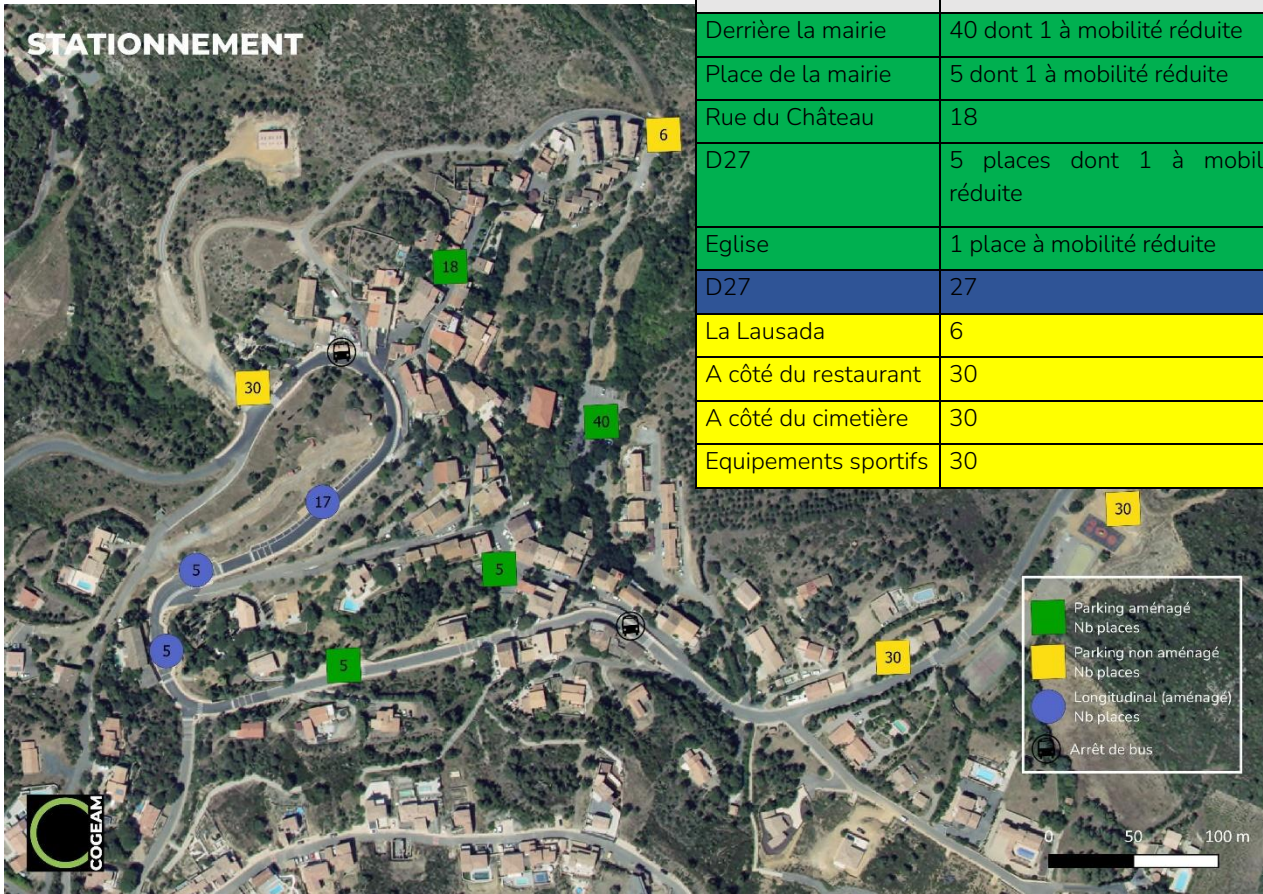 STATIONNEMENT
Derrière la mairie 40 dont 1 à mobilité réduite
Place de la mairie 5 dont 1 à mobilité réduite
Rue du Château 18
D27 5 places dont 1 à mobil
réduite
Eglise 1 place à mobilité réduite
D27 27
La Lausada 6
A côté du restaurant 30
A côté du cimetière 30
Equipements sportifs 30
6
18
30
40
17
30
5
5
5
30
5
Parking aménagé
Nb places
Parking non aménagé
Nb places
Longitudinal (aménagé)
Nb places
Arrêt de bus
COGEAM
0 50 100 m